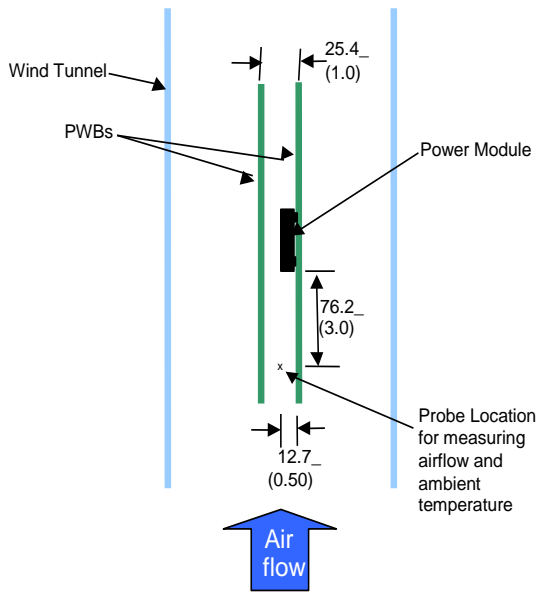 25.4_
(1.0)
Wind Tunnel
PWBs
Power Module
76.2_
(3.0)
x
Probe Location
for measuring
airflow and
ambient
temperature
12.7_
(0.50)
Air
flow